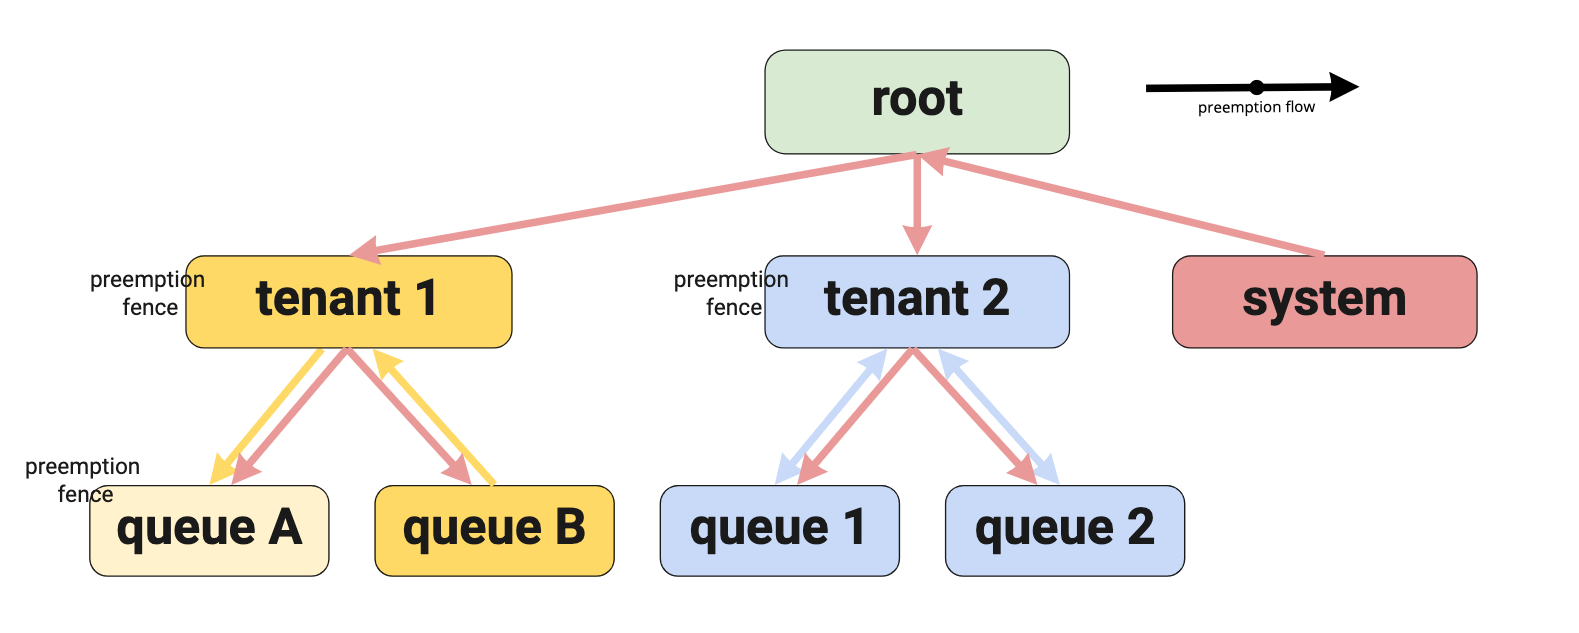 root
preemption flow
preemption
fence
tenant 1
preemption
fence
tenant 2
system
preemption
fence
queue A
queue B
queue 1
queue 2